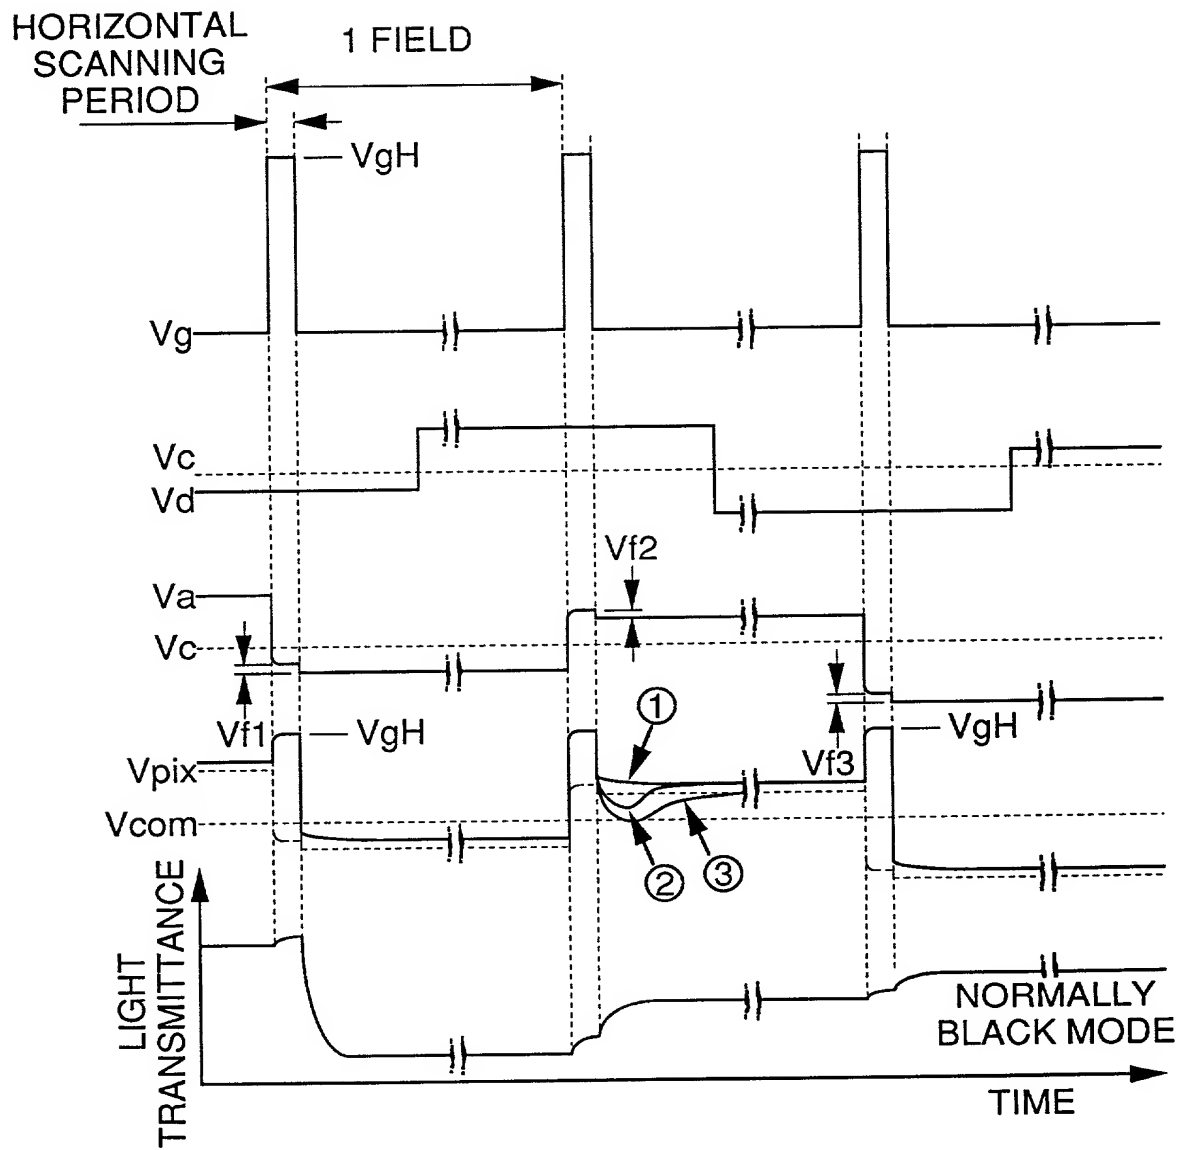 HORIZONTAL
SCANNING
PERIOD
1 FIELD
VgH
Vg
Vc
Vd
Vf2
Va
Vc
Vf1
VgH
①
Vf3
VgH
Vpix
Vcom
②
③
LIGHT
TRANSMITTANCE
NORMALLY
BLACK MODE
TIME